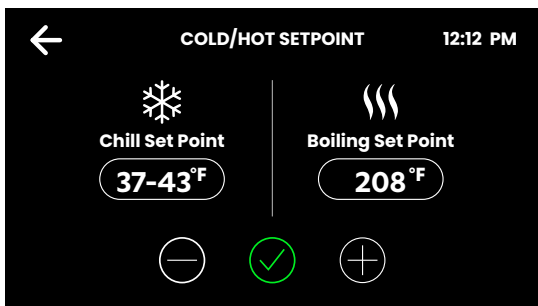 COLD/HOT SETPOINT 12:12 PM
Chill Set Point Boiling Set Point
37-43°F 208°F